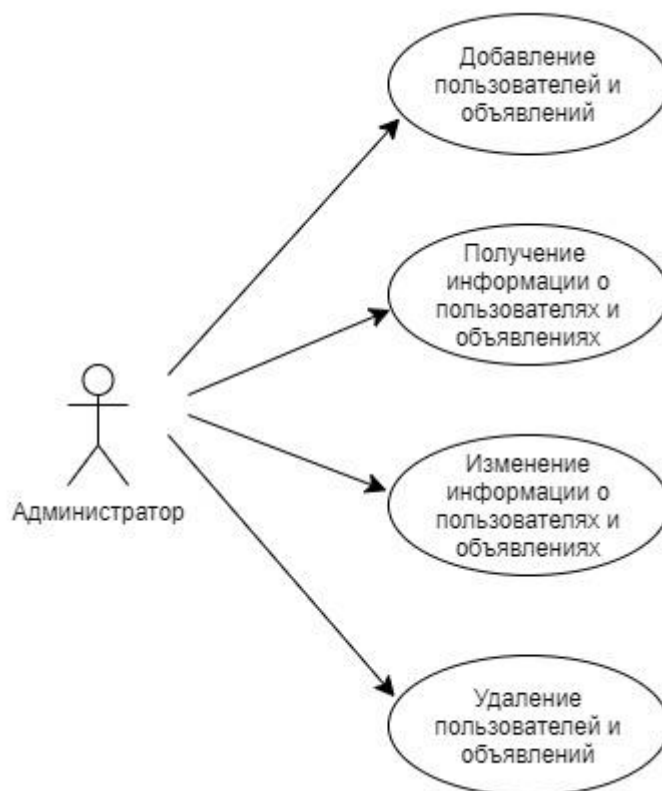 Добавление
пользователей и
объявлений
Получение
информации о
пользователях и
объявлениях
Администратор
Изменение
информации о
пользователях и
объявлениях
Удаление
пользователей и
объявлений